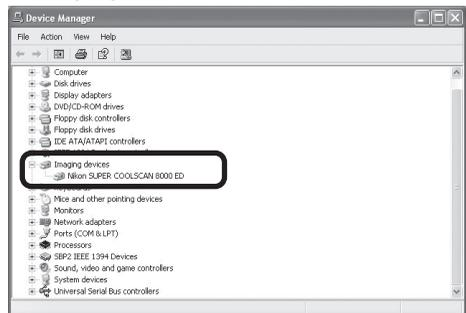 Device Manager
File Action View Help
Computer
Disk drives
Display adapters
DVD/CD-ROM drives
Floppy disk controllers
Floppy disk drives
IDE ATA/ATAPI controllers
Imaging devices
Nikon SUPER COOLSCAN 8000 ED
Keyboards
Mice and other pointing devices
Monitors
Network adapters
Ports (COM & LPT)
Processors
SBP2 IEEE 1394 Devices
Sound, video and game controllers
System devices
Universal Serial Bus controllers